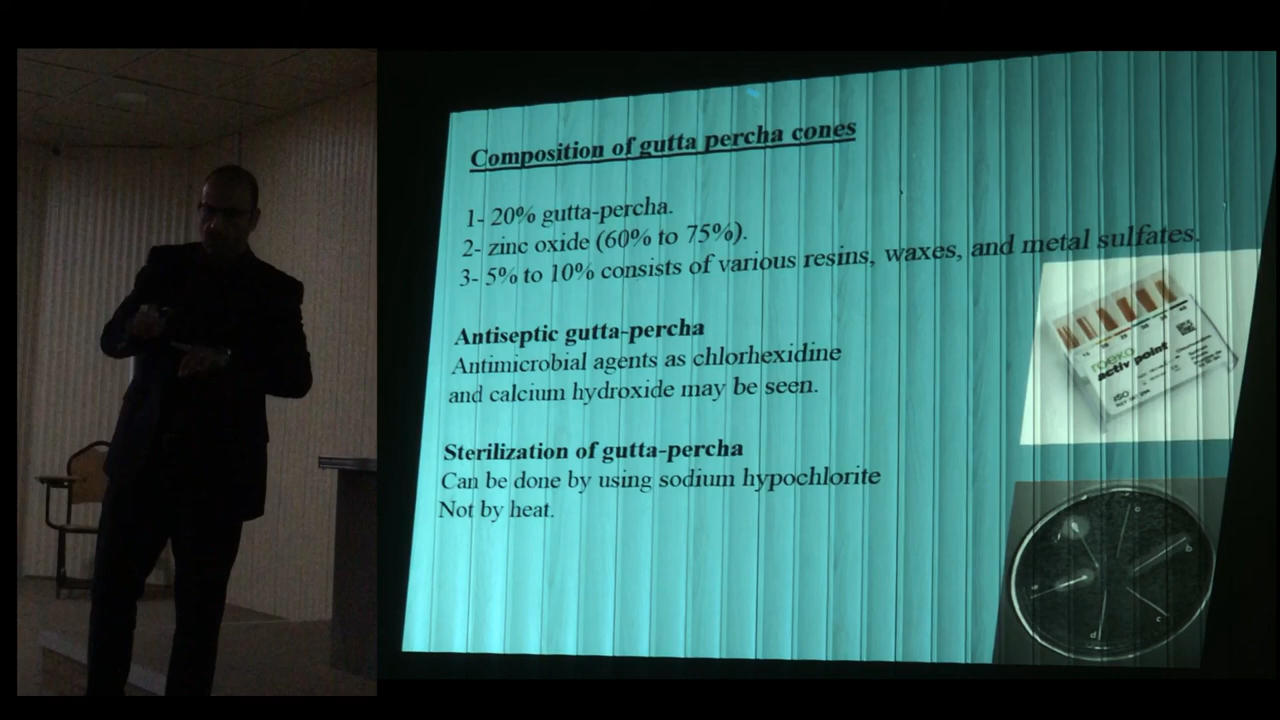 Composition of gutta percha cones
1- 20% gutta-percha.
2- zinc oxide (60% to 75%).
3- 5% to 10% consists of various resins, waxes, and metal sulfates.
Antiseptic gutta-percha
Antimicrobial agents as chlorhexidine
and calcium hydroxide may be seen.
Sterilization of gutta-percha
Can be done by using sodium hypochlorite
Not by heat.
roeko
activ point
ISO
c
b
c
d